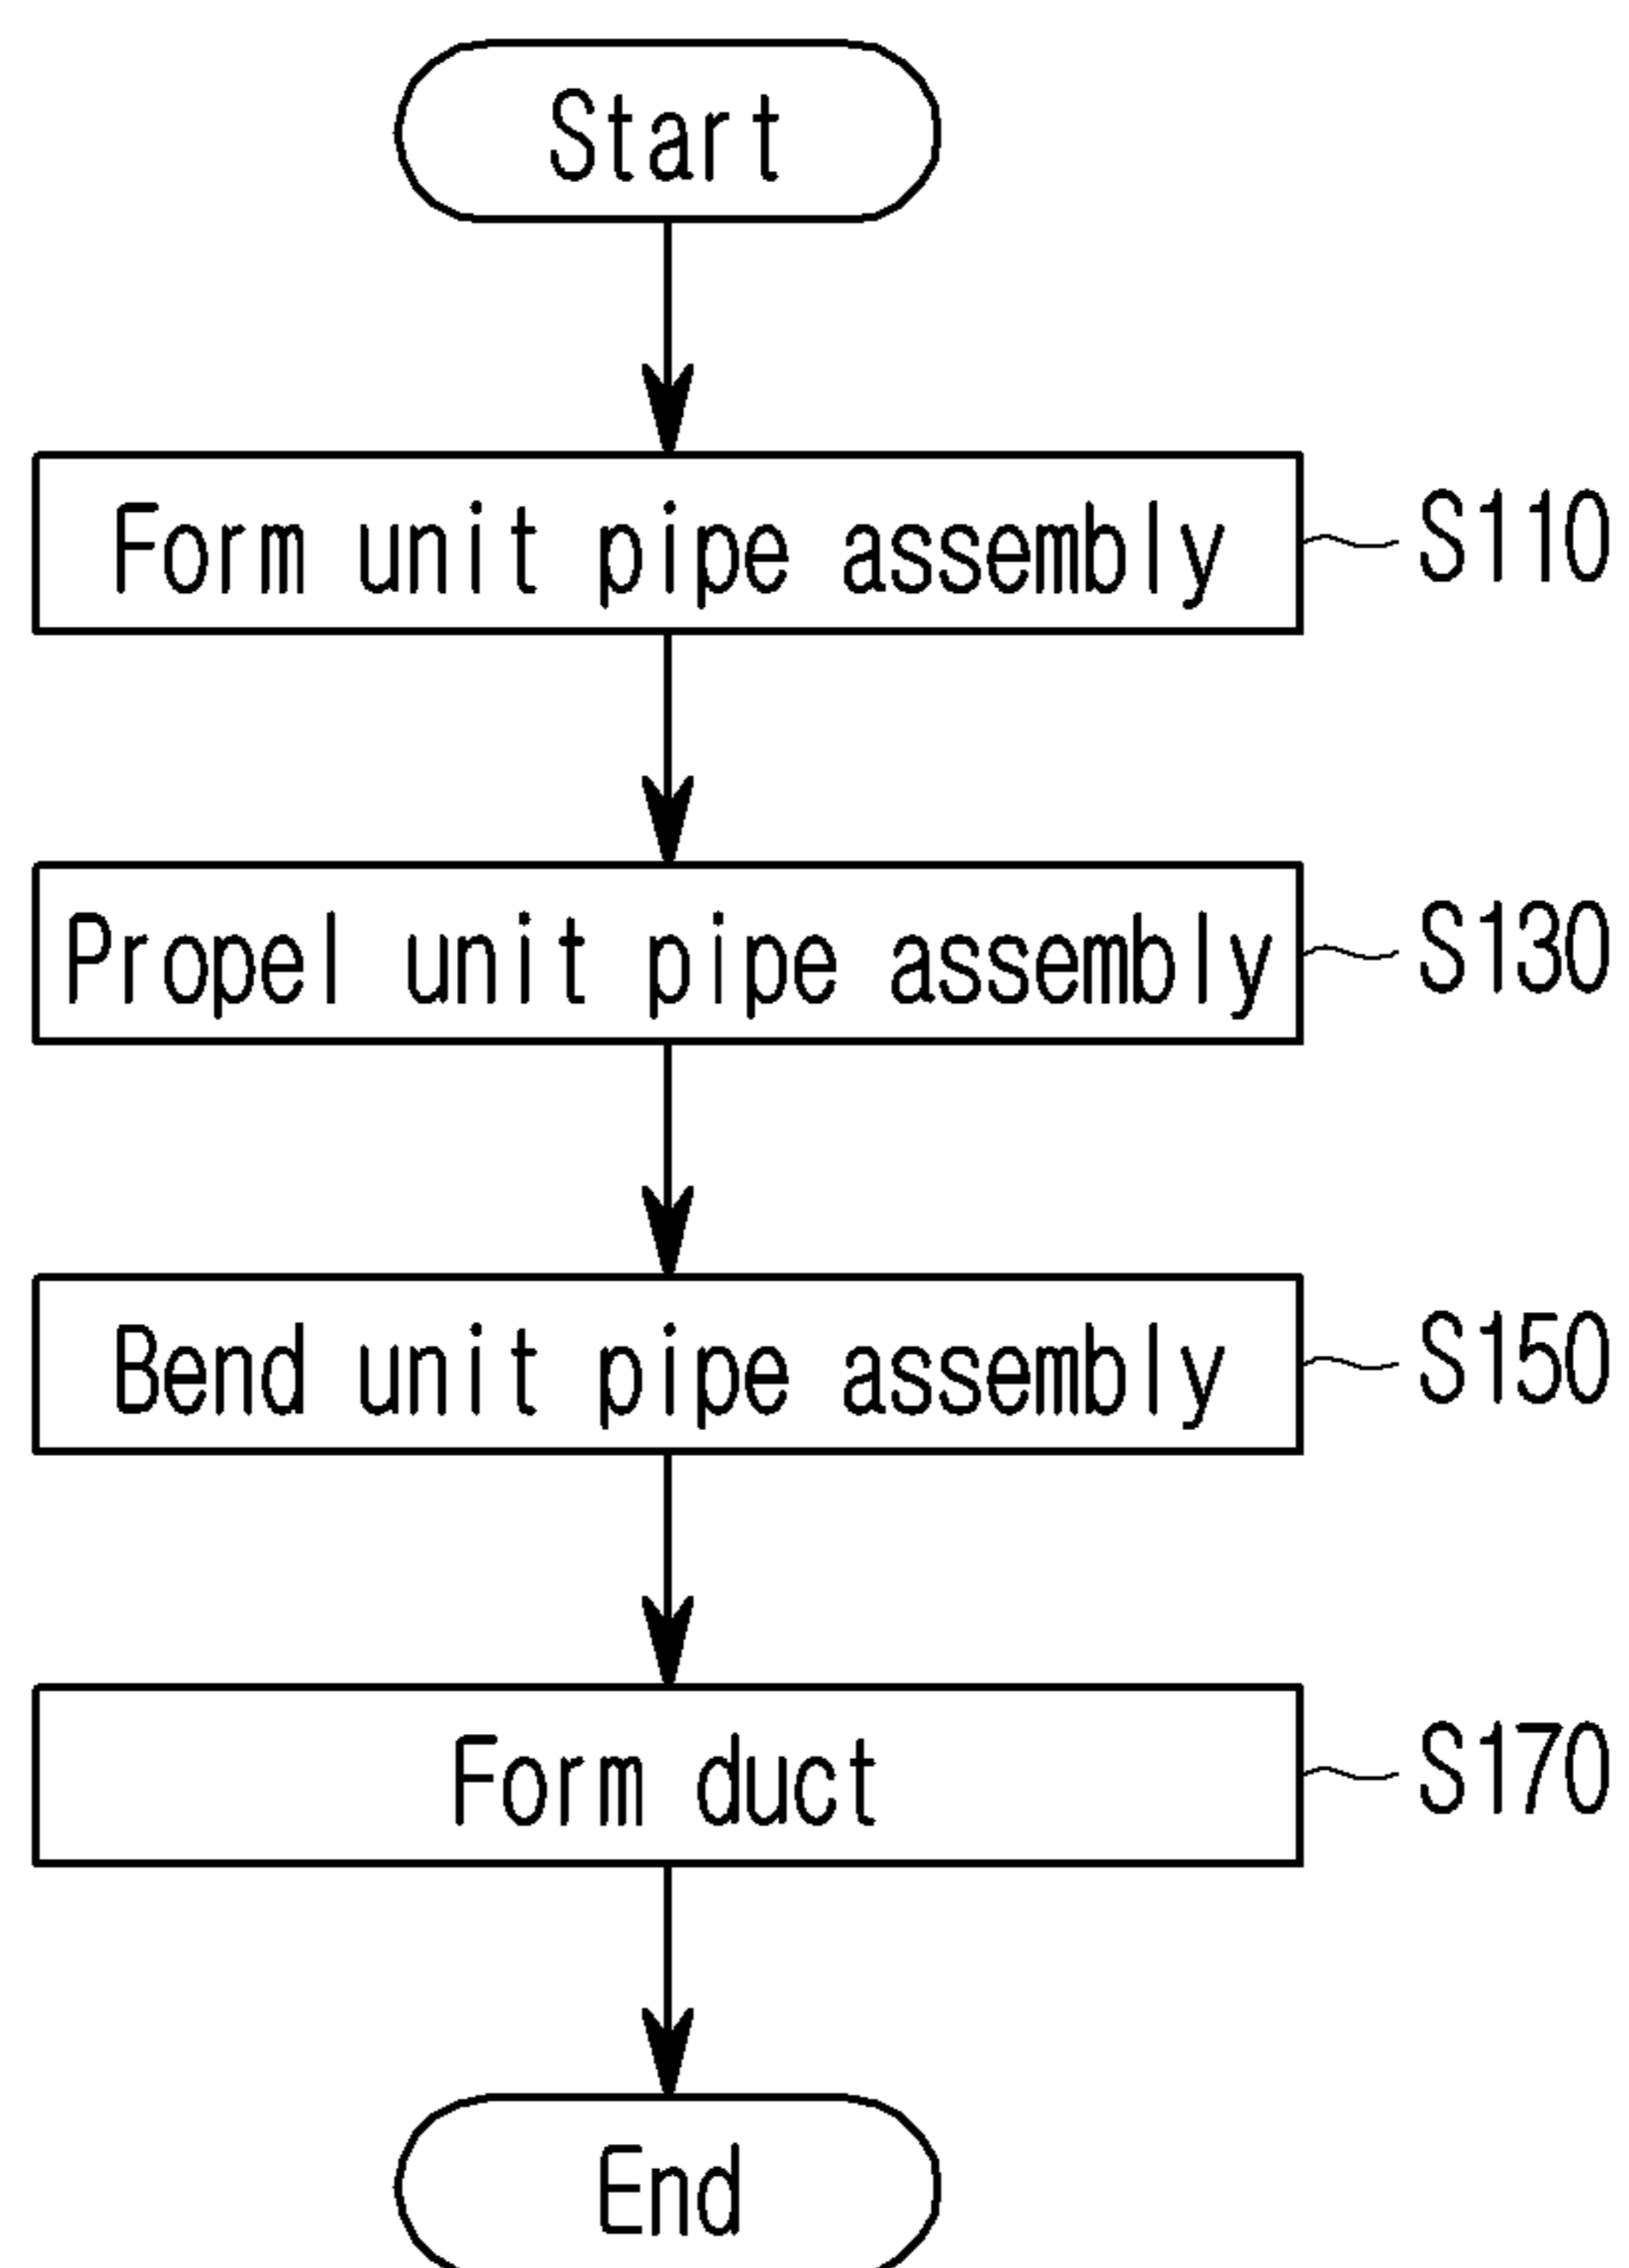 Start
Form unit pipe assembly S110
Propel unit pipe assembly S130
Bend unit pipe assembly S150
Form duct S170
End